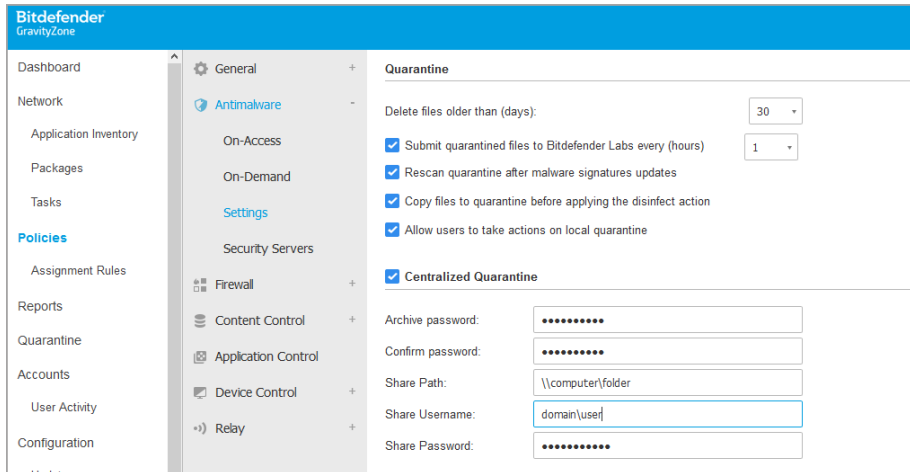 Bitdefender
GravityZone
Dashboard
Network
Application Inventory
Packages
Tasks
Policies
Assignment Rules
Reports
Quarantine
Accounts
User Activity
Configuration
General +
Antimalware -
On-Access
On-Demand
Settings
Security Servers
Firewall +
Content Control +
Application Control
Device Control +
Relay +
Quarantine
Delete files older than (days): 30
Submit quarantined files to Bitdefender Labs every (hours) 1
Rescan quarantine after malware signatures updates
Copy files to quarantine before applying the disinfect action
Allow users to take actions on local quarantine
Centralized Quarantine
Archive password: ••••••••••
Confirm password: ••••••••••
Share Path: \\computer\folder
Share Username: domain\user
Share Password: •••••••••••